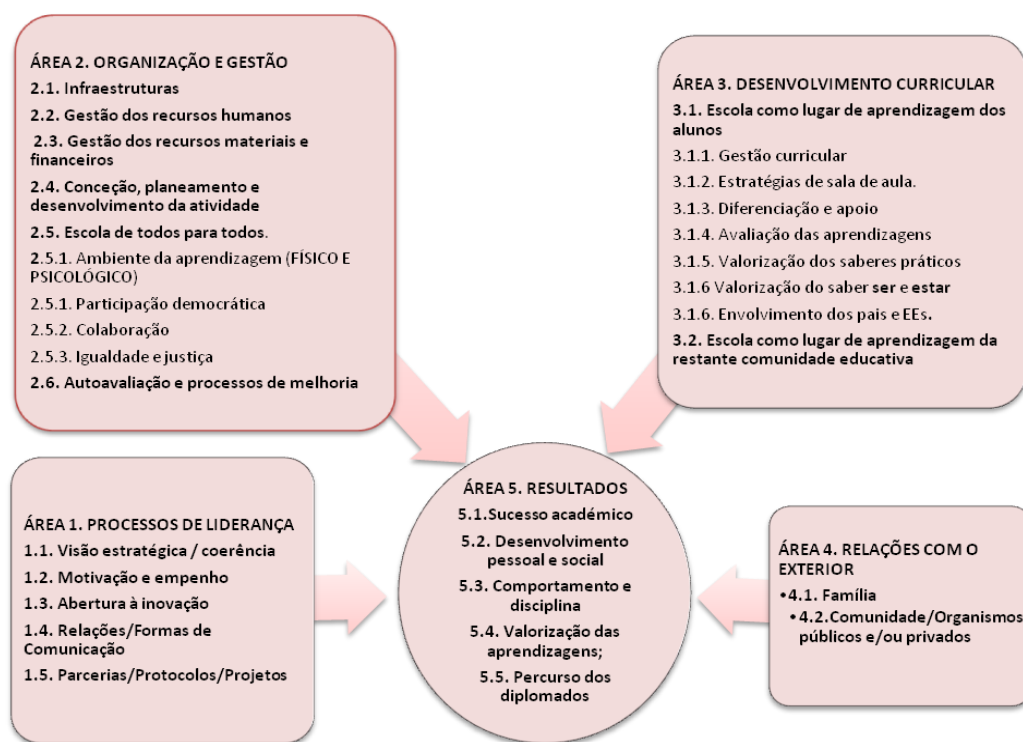 ÁREA 2. ORGANIZAÇÃO E GESTÃO
2.1. Infraestruturas
2.2. Gestão dos recursos humanos
2.3. Gestão dos recursos materiais e
financeiros
2.4. Conceção, planeamento e
desenvolvimento da atividade
2.5. Escola de todos para todos.
2.5.1. Ambiente da aprendizagem (FÍSICO E
PSICOLÓGICO)
2.5.1. Participação democrática
2.5.2. Colaboração
2.5.3. Igualdade e justiça
2.6. Autoavaliação e processos de melhoria
ÁREA 3. DESENVOLVIMENTO CURRICULAR
3.1. Escola como lugar de aprendizagem dos
alunos
3.1.1. Gestão curricular
3.1.2. Estratégias de sala de aula.
3.1.3. Diferenciação e apoio
3.1.4. Avaliação das aprendizagens
3.1.5. Valorização dos saberes práticos
3.1.6 Valorização do saber ser e estar
3.1.6. Envolvimento dos pais e EEs.
3.2. Escola como lugar de aprendizagem da
restante comunidade educativa
ÁREA 1. PROCESSOS DE LIDERANÇA
1.1. Visão estratégica / coerência
1.2. Motivação e empenho
1.3. Abertura à inovação
1.4. Relações/Formas de
Comunicação
1.5. Parcerias/Protocolos/Projetos
ÁREA 5. RESULTADOS
5.1.Sucesso académico
5.2. Desenvolvimento
pessoal e social
5.3. Comportamento e
disciplina
5.4. Valorização das
aprendizagens;
5.5. Percurso dos
diplomados
ÁREA 4. RELAÇÕES COM O
EXTERIOR
•4.1. Família
•4.2.Comunidade/Organismos
públicos e/ou privados